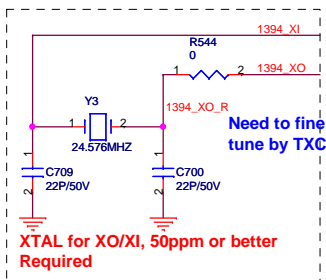 1394_XI
R544
0
1 2
1394_XO
Y3
1394_XO_R
1 2
24.576MHZ
Need to fine
tune by TXC
1 1
C709 C700
22P/50V 22P/50V
2 2
XTAL for XO/XI, 50ppm or better
Required